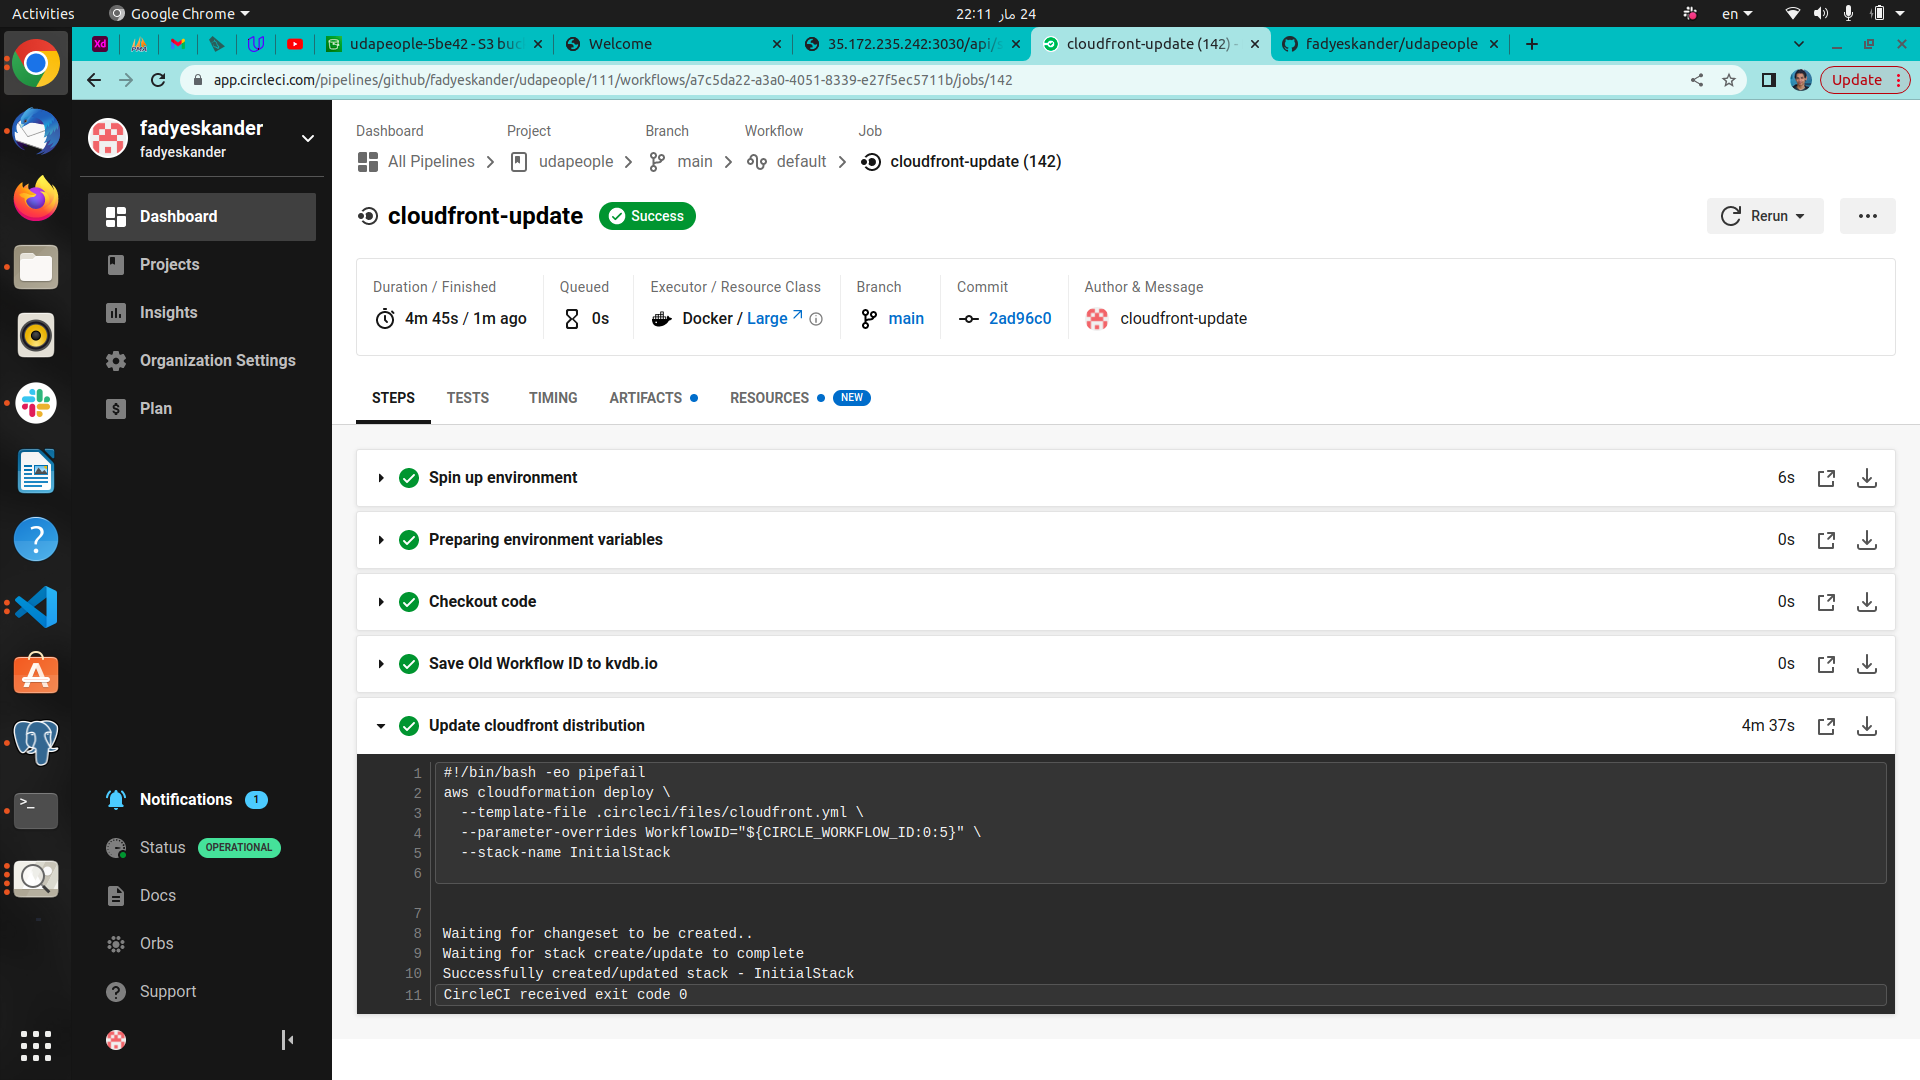 Activities
Google Chrome
22:11 24 مار
en
Xd
PMA
udapeople-5be42 - S3 buc
Welcome
35.172.235.242:3030/api/s
cloudfront-update (142) -
fadyeskander/udapeople
app.circleci.com/pipelines/github/fadyeskander/udapeople/111/workflows/a7c5da22-a3a0-4051-8339-e27f5ec5711b/jobs/142
Update
fadyeskander
fadyeskander
Dashboard
Projects
Insights
Organization Settings
Plan
Notifications 1
Status OPERATIONAL
Docs
Orbs
Support
Dashboard Project Branch Workflow Job
All Pipelines udapeople main default cloudfront-update (142)
cloudfront-update Success
Rerun
Duration / Finished Queued Executor / Resource Class Branch Commit Author & Message
4m 45s / 1m ago 0s Docker / Large main 2ad96c0 cloudfront-update
STEPS TESTS TIMING ARTIFACTS RESOURCES NEW
Spin up environment 6s
Preparing environment variables 0s
Checkout code 0s
Save Old Workflow ID to kvdb.io 0s
Update cloudfront distribution 4m 37s
1 #!/bin/bash -eo pipefail
2 aws cloudformation deploy \
3 --template-file .circleci/files/cloudfront.yml \
4 --parameter-overrides WorkflowID="${CIRCLE_WORKFLOW_ID:0:5}" \
5 --stack-name InitialStack
6
7
8 Waiting for changeset to be created..
9 Waiting for stack create/update to complete
10 Successfully created/updated stack - InitialStack
11 CircleCI received exit code 0